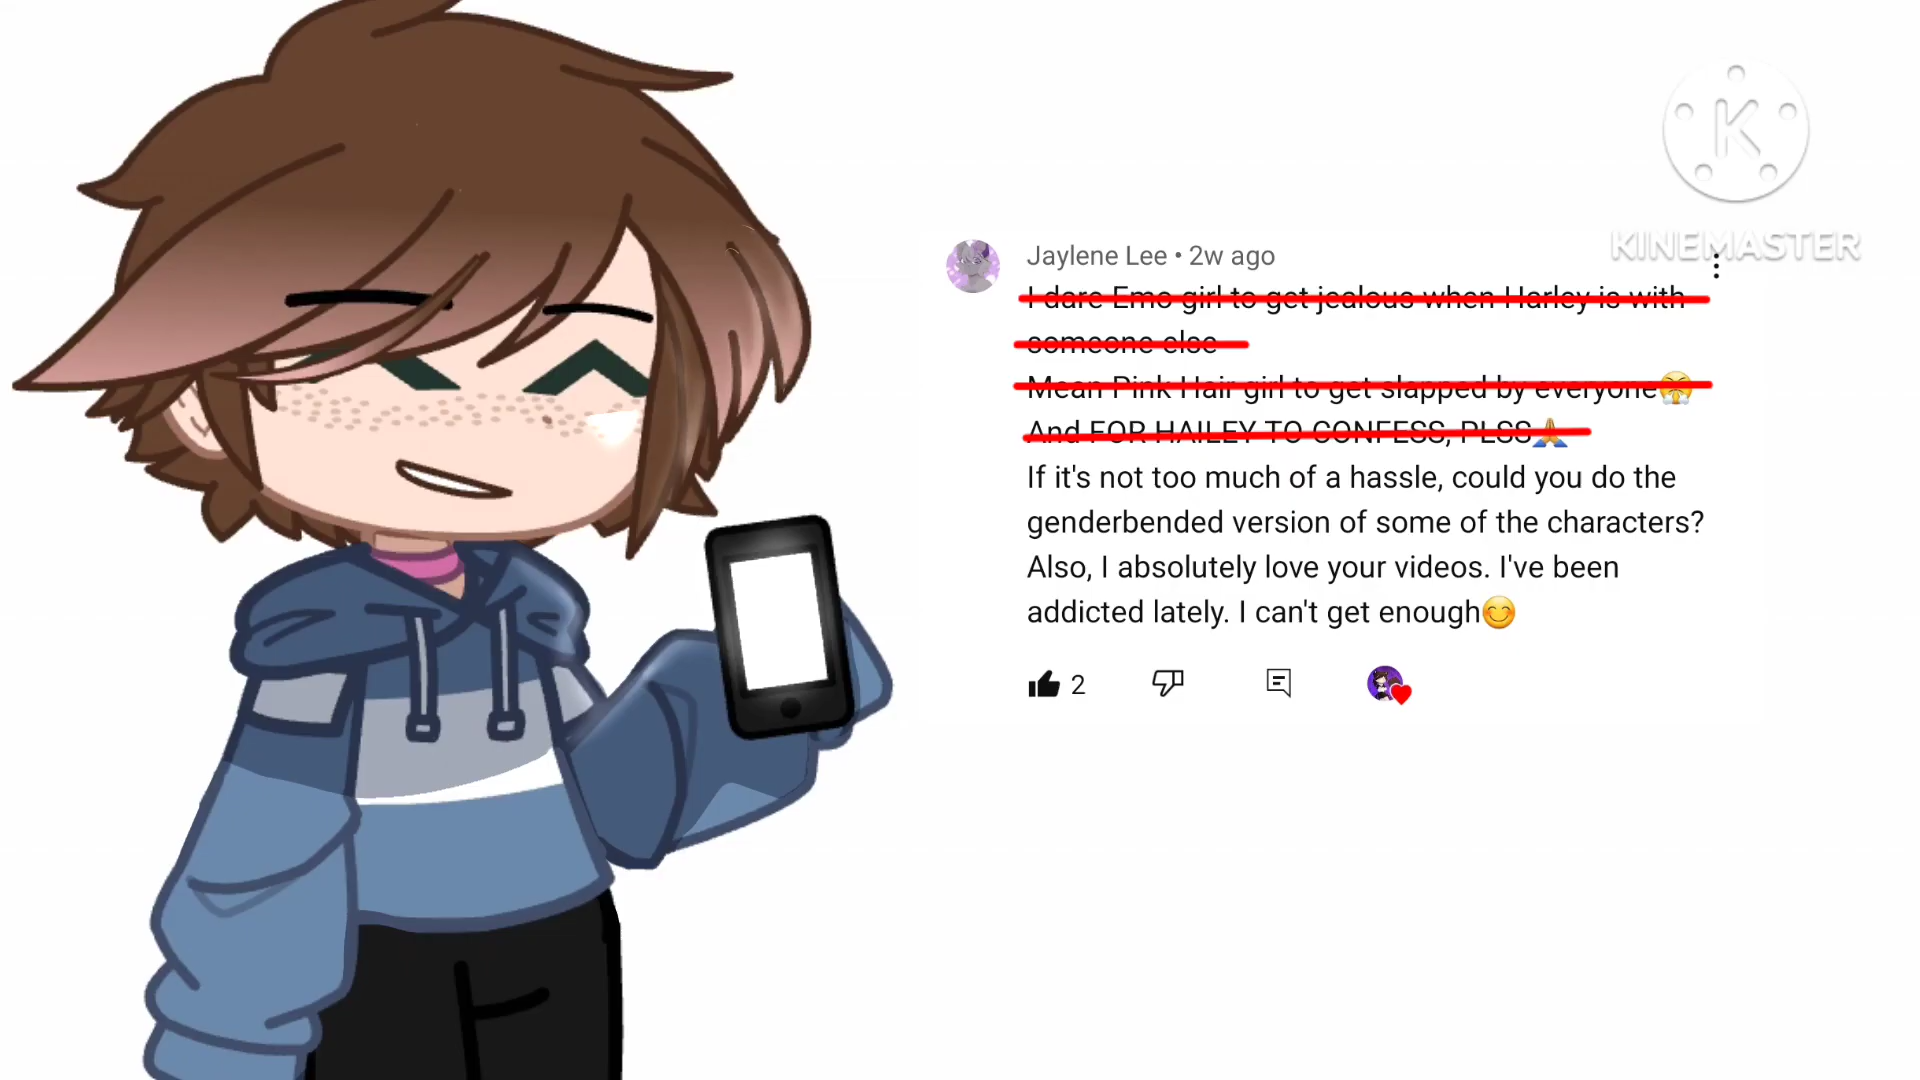 K
KINEMASTER
Jaylene Lee • 2w ago
I dare Emo girl to get jealous when Harley is with
someone else
Mean Pink Hair girl to get slapped by everyone😤
And FOR HAILEY TO CONFESS, PLSS🙏
If it's not too much of a hassle, could you do the
genderbended version of some of the characters?
Also, I absolutely love your videos. I've been
addicted lately. I can't get enough😊
2